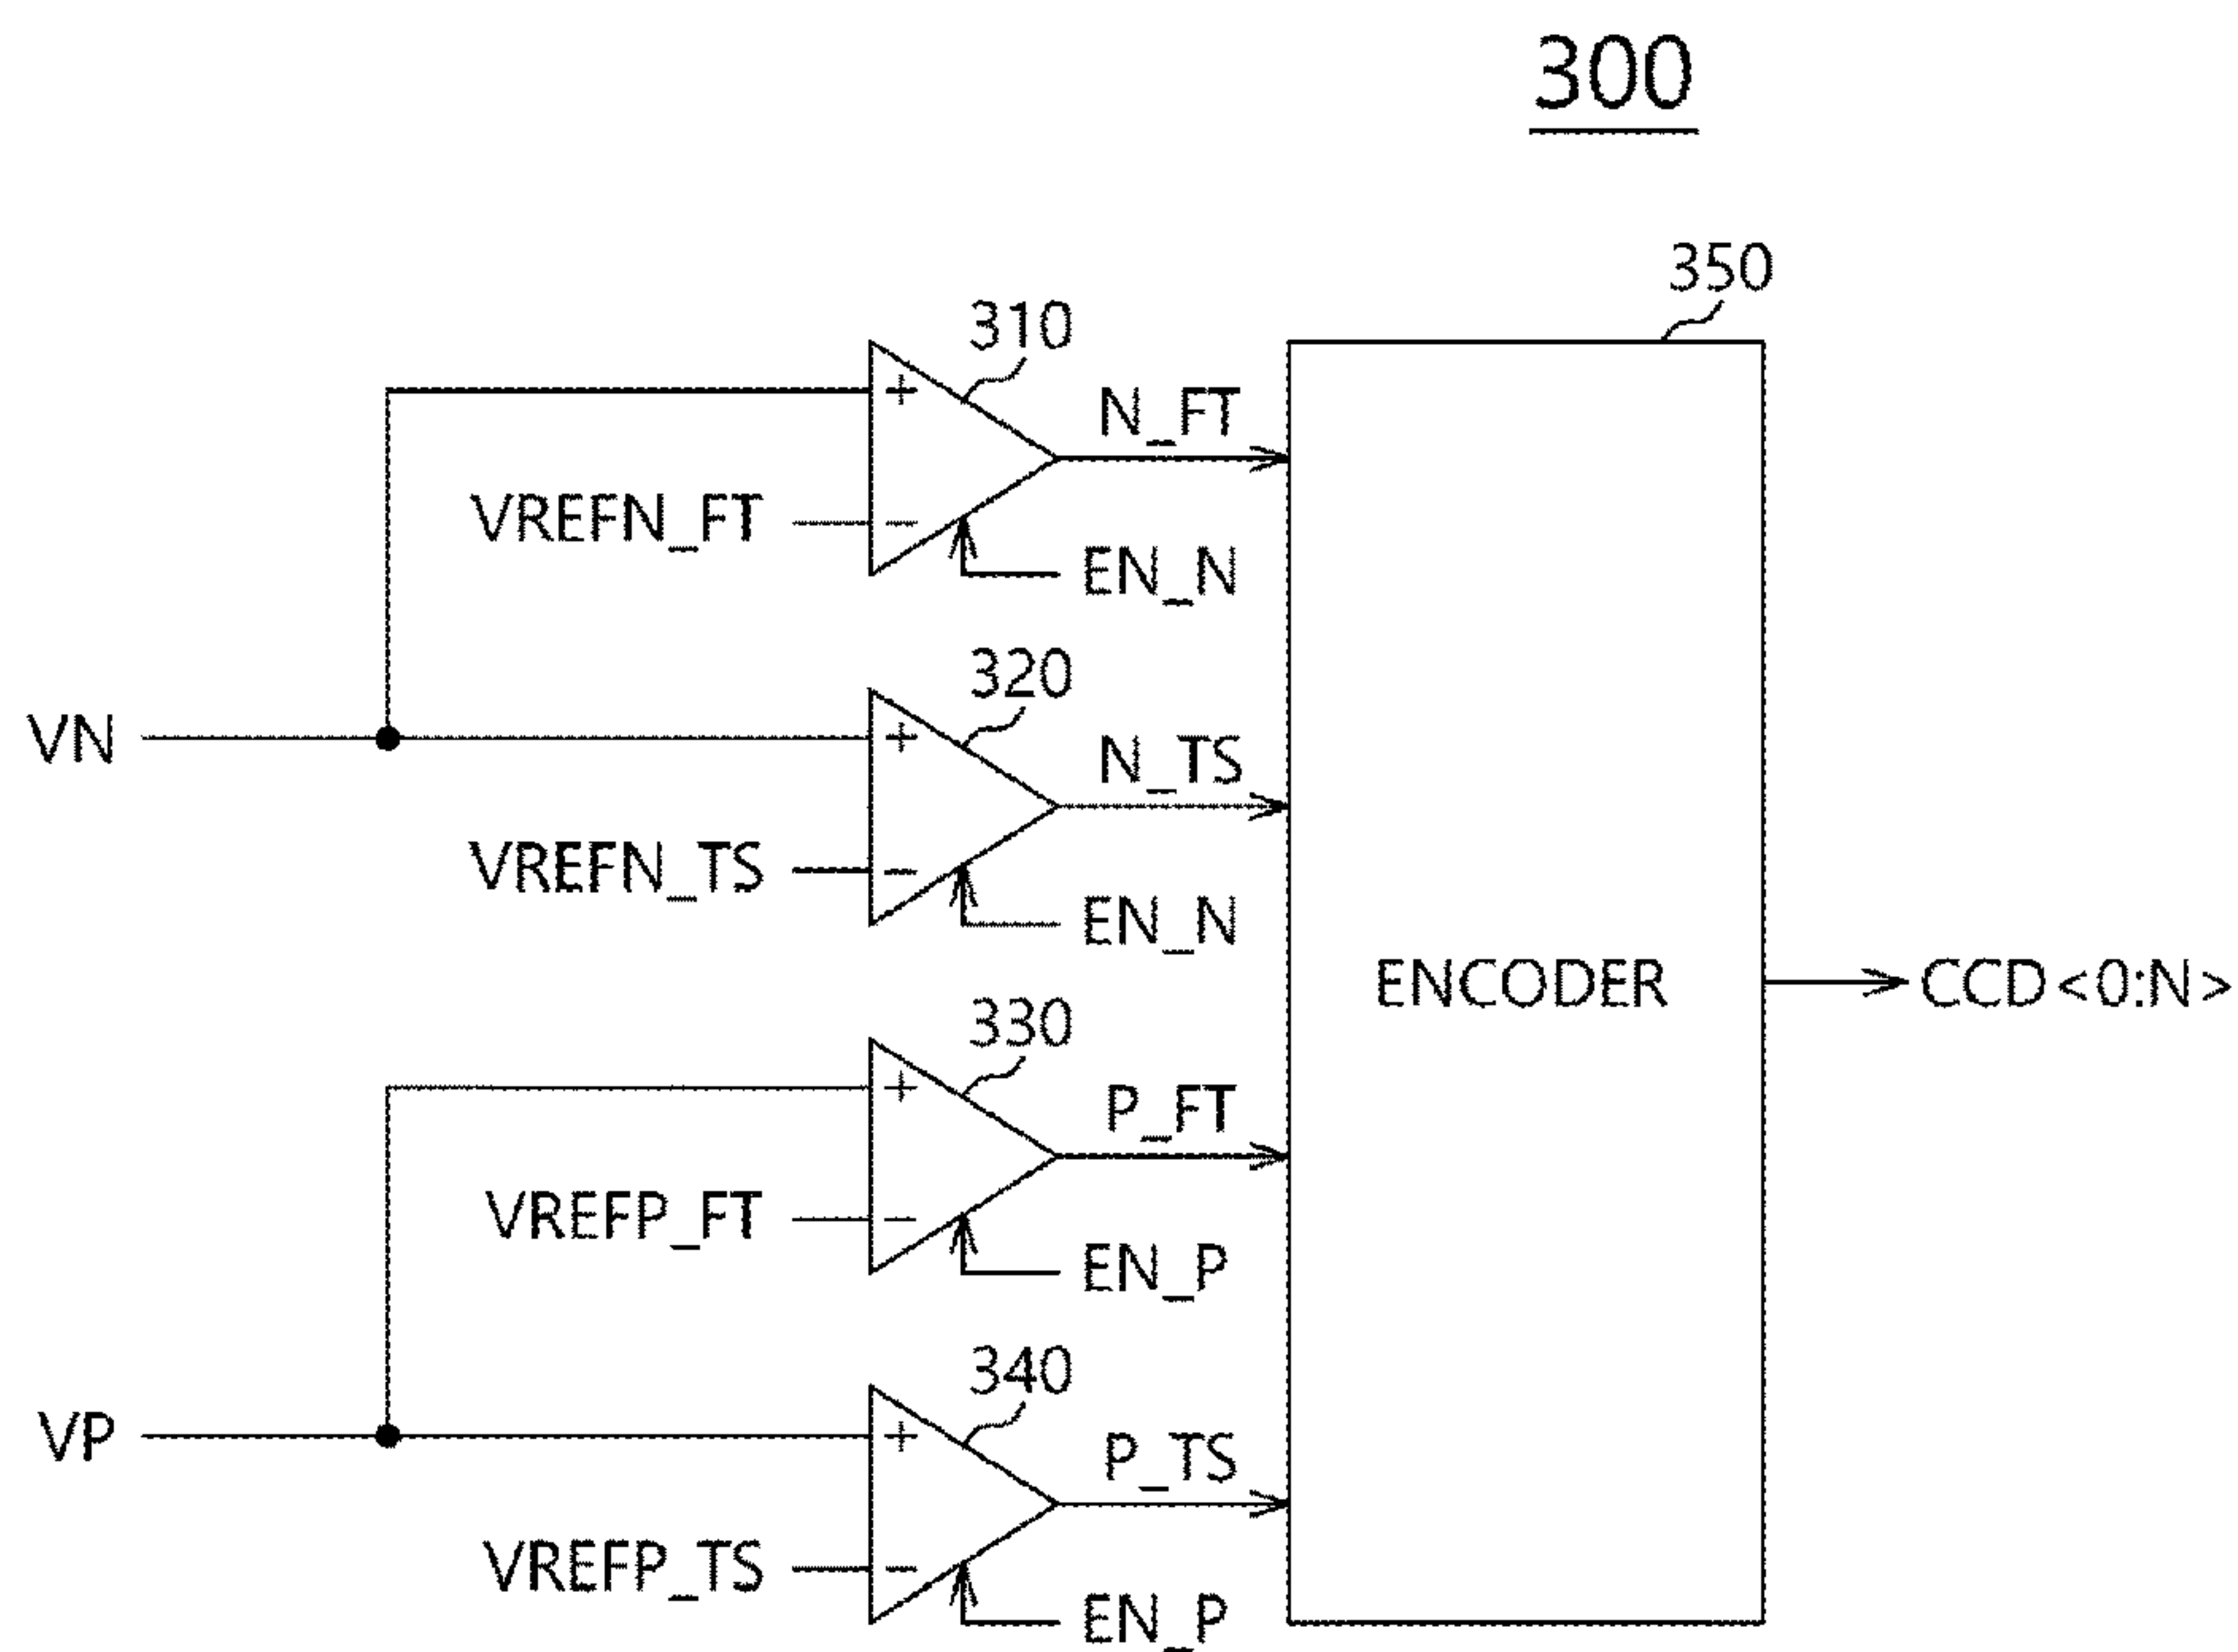 300
350
310
+
N_FT
VREFN_FT
−
EN_N
320
VN
+
N_TS
VREFN_TS
−
EN_N
ENCODER
CCD<0:N>
330
+
P_FT
VREFP_FT
−
EN_P
340
VP
+
P_TS
VREFP_TS
−
EN_P